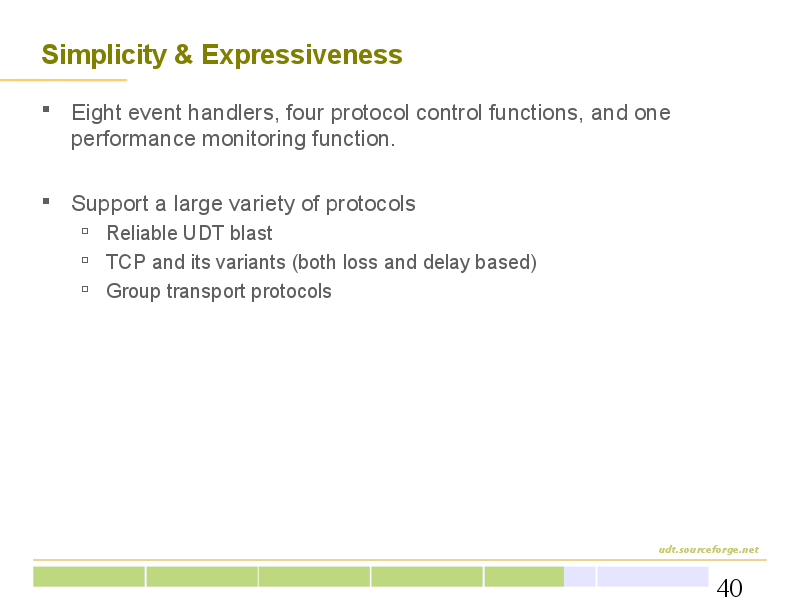 Simplicity & Expressiveness
▪ Eight event handlers, four protocol control functions, and one
performance monitoring function.
▪ Support a large variety of protocols
▫ Reliable UDT blast
▫ TCP and its variants (both loss and delay based)
▫ Group transport protocols
udt.sourceforge.net
40